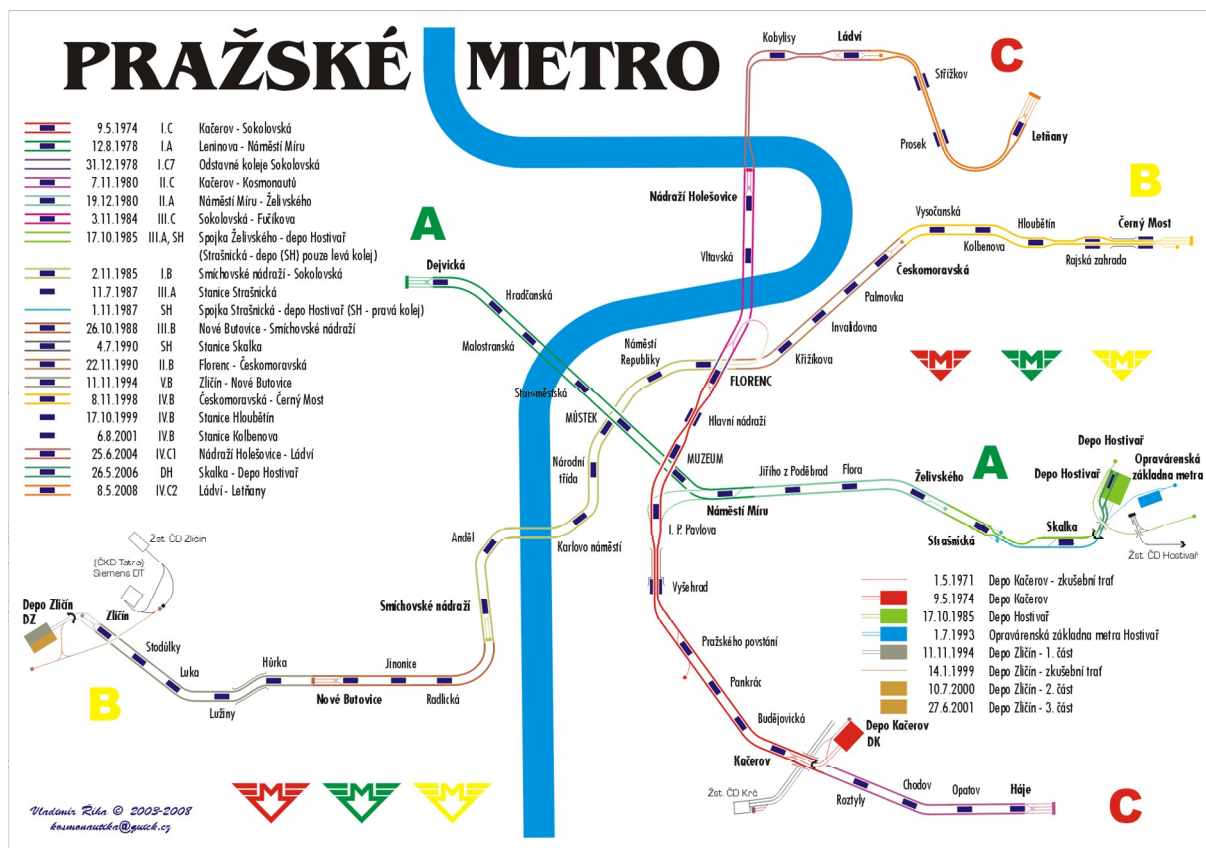 PRAŽSKÉ METRO
9.5.1974 I.C Kačerov - Sokolovská
12.8.1978 I.A Leninova - Náměstí Míru
31.12.1978 I.C7 Odstavné koleje Sokolovská
7.11.1980 II.C Kačerov - Kosmonautů
19.12.1980 II.A Náměstí Míru - Želivského
3.11.1984 III.C Sokolovská - Fučíkova
17.10.1985 III.A, SH Spojka Želivského - depo Hostivař
(Strašnická - depo (SH) pouze levá kolej)
2.11.1985 I.B Smíchovské nádraží - Sokolovská
11.7.1987 III.A Stanice Strašnická
1.11.1987 SH Spojka Strašnická - depo Hostivař (SH - pravá kolej)
26.10.1988 III.B Nové Butovice - Smíchovské nádraží
4.7.1990 SH Stanice Skalka
22.11.1990 II.B Florenc - Českomoravská
11.11.1994 V.B Zličín - Nové Butovice
8.11.1998 IV.B Českomoravská - Černý Most
17.10.1999 IV.B Stanice Hloubětín
6.8.2001 IV.B Stanice Kolbenova
25.6.2004 IV.C1 Nádraží Holešovice - Ládví
26.5.2006 DH Skalka - Depo Hostivař
8.5.2008 IV.C2 Ládví - Letňany
Kobylisy
Ládví
C
Střížkov
Prosek
Letňany
Nádraží Holešovice
Vltavská
B
Vysočanská
Kolbenova
Hloubětín
Rajská zahrada
Černý Most
Českomoravská
Palmovka
Invalidovna
Křižíkova
A
Dejvická
Hradčanská
Malostranská
Staroměstská
MŮSTEK
Náměstí
Republiky
FLORENC
Hlavní nádraží
MUZEUM
Národní
třída
Karlovo náměstí
Anděl
Smíchovské nádraží
I. P. Pavlova
Náměstí Míru
Jiřího z Poděbrad
Flora
Želivského
Strašnická
Skalka
A
Depo Hostivař
Depo Hostivař
Opravárenská
základna metra
Žst. ČD Hostivař
Vyšehrad
Pražského povstání
Pankrác
Budějovická
Kačerov
Depo Kačerov
DK
Žst. ČD Krč
Roztyly
Chodov
Opatov
Háje
C
Žst. ČD Zličín
(ČKD Tatra)
Siemens DT
Depo Zličín
DZ
Zličín
Stodůlky
Luka
Lužiny
Hůrka
Nové Butovice
Jinonice
Radlická
B
1.5.1971 Depo Kačerov - zkušební trať
9.5.1974 Depo Kačerov
17.10.1985 Depo Hostivař
1.7.1993 Opravárenská základna metra Hostivař
11.11.1994 Depo Zličín - 1. část
14.1.1999 Depo Zličín - zkušební trať
10.7.2000 Depo Zličín - 2. část
27.6.2001 Depo Zličín - 3. část
M M M
M M M
Vladimír Říha © 2003-2008
kosmonautika@quick.cz